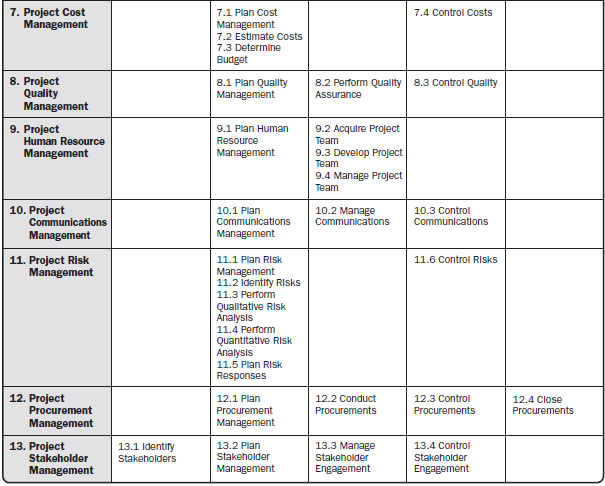 7. Project Cost
Management
7.1 Plan Cost
Management
7.2 Estimate Costs
7.3 Determine
Budget
7.4 Control Costs
8. Project
Quality
Management
8.1 Plan Quality
Management
8.2 Perform Quality
Assurance
8.3 Control Quality
9. Project
Human Resource
Management
9.1 Plan Human
Resource
Management
9.2 Acquire Project
Team
9.3 Develop Project
Team
9.4 Manage Project
Team
10. Project
Communications
Management
10.1 Plan
Communications
Management
10.2 Manage
Communications
10.3 Control
Communications
11. Project Risk
Management
11.1 Plan Risk
Management
11.2 Identify Risks
11.3 Perform
Qualitative Risk
Analysis
11.4 Perform
Quantitative Risk
Analysis
11.5 Plan Risk
Responses
11.6 Control Risks
12. Project
Procurement
Management
12.1 Plan
Procurement
Management
12.2 Conduct
Procurements
12.3 Control
Procurements
12.4 Close
Procurements
13. Project
Stakeholder
Management
13.1 Identify
Stakeholders
13.2 Plan
Stakeholder
Management
13.3 Manage
Stakeholder
Engagement
13.4 Control
Stakeholder
Engagement